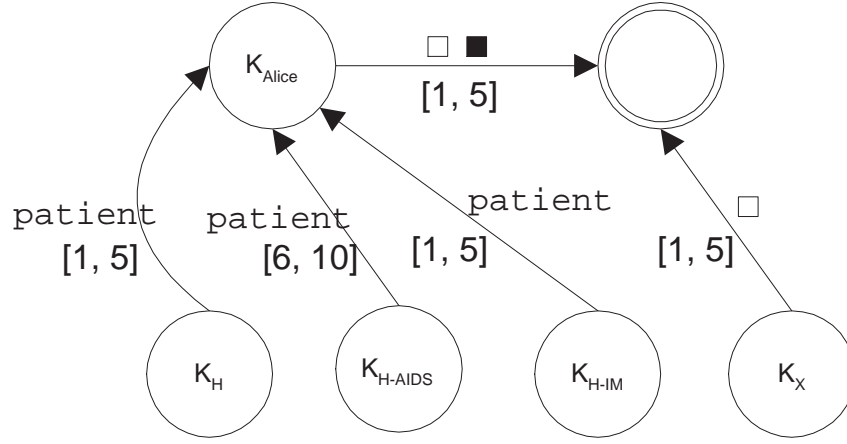 K_Alice
□ ■
[1, 5]
patient
[1, 5]
patient
[6, 10]
patient
[1, 5]
□
[1, 5]
K_H
K_H-AIDS
K_H-IM
K_X